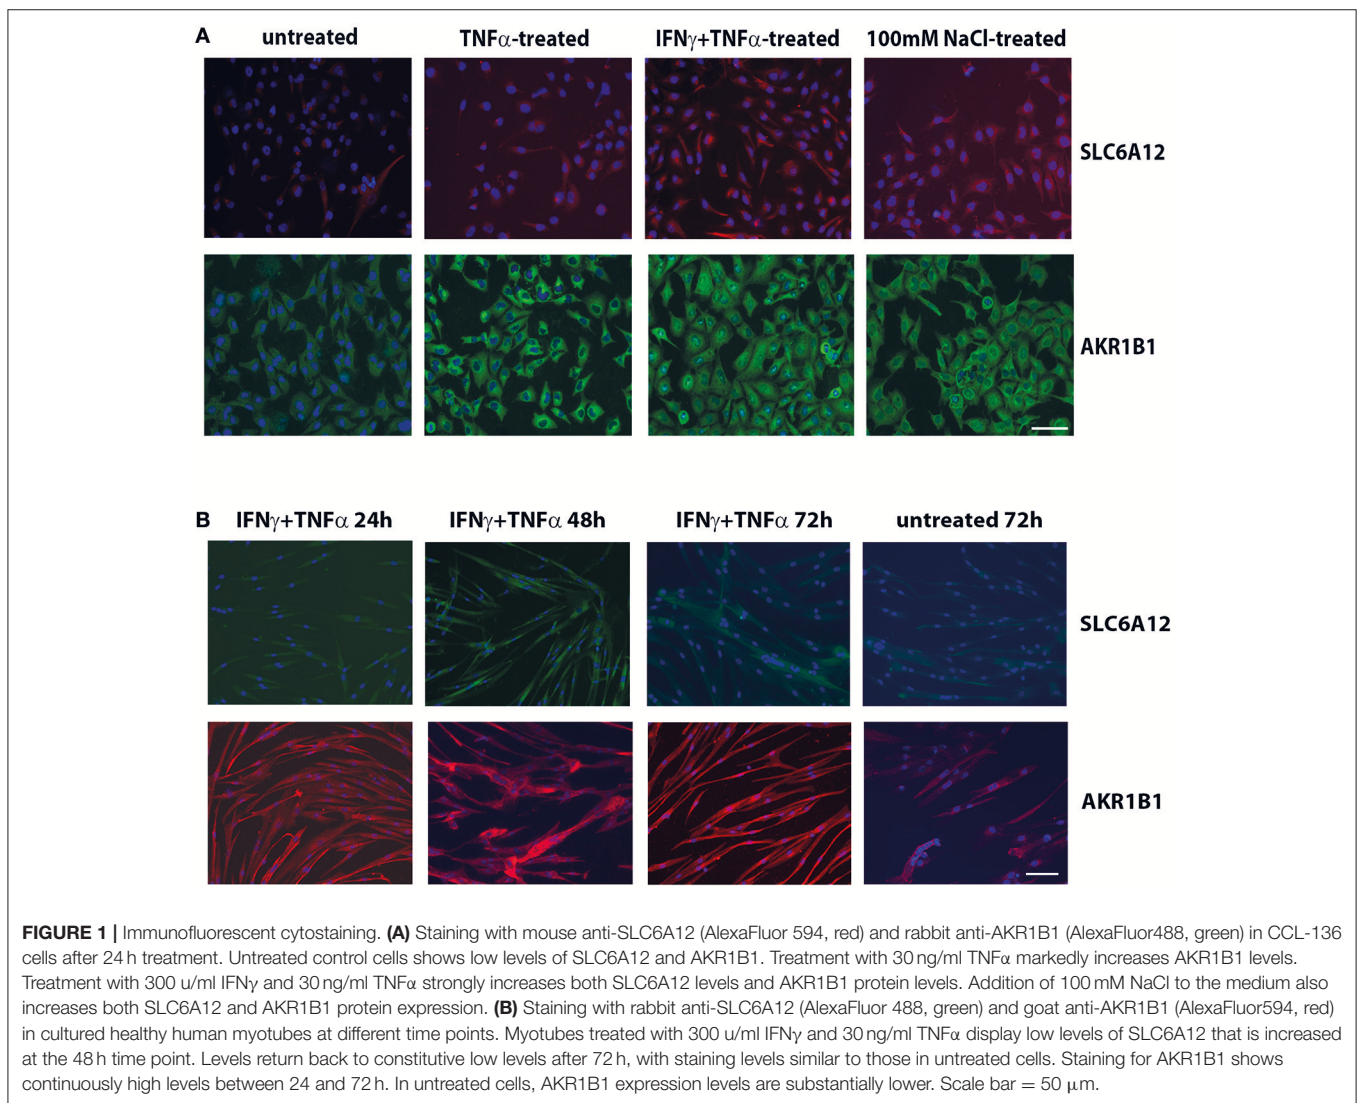 A
untreated
TNFα-treated
IFNγ+TNFα-treated
100mM NaCl-treated
SLC6A12
AKR1B1
B
IFNγ+TNFα 24h
IFNγ+TNFα 48h
IFNγ+TNFα 72h
untreated 72h
SLC6A12
AKR1B1
FIGURE 1 | Immunofluorescent cytostaining. (A) Staining with mouse anti-SLC6A12 (AlexaFluor 594, red) and rabbit anti-AKR1B1 (AlexaFluor488, green) in CCL-136
cells after 24 h treatment. Untreated control cells shows low levels of SLC6A12 and AKR1B1. Treatment with 30 ng/ml TNFα markedly increases AKR1B1 levels.
Treatment with 300 u/ml IFNγ and 30 ng/ml TNFα strongly increases both SLC6A12 levels and AKR1B1 protein levels. Addition of 100 mM NaCl to the medium also
increases both SLC6A12 and AKR1B1 protein expression. (B) Staining with rabbit anti-SLC6A12 (AlexaFluor 488, green) and goat anti-AKR1B1 (AlexaFluor594, red)
in cultured healthy human myotubes at different time points. Myotubes treated with 300 u/ml IFNγ and 30 ng/ml TNFα display low levels of SLC6A12 that is increased
at the 48 h time point. Levels return back to constitutive low levels after 72 h, with staining levels similar to those in untreated cells. Staining for AKR1B1 shows
continuously high levels between 24 and 72 h. In untreated cells, AKR1B1 expression levels are substantially lower. Scale bar = 50 μm.